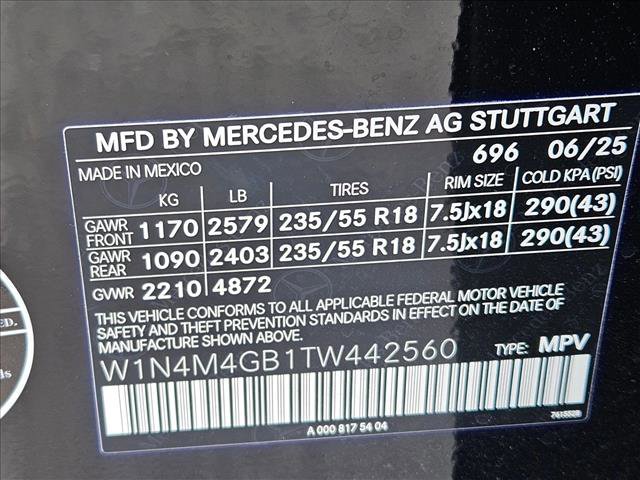 MFD BY MERCEDES-BENZ AG STUTTGART
MADE IN MEXICO 696 06/25
KG LB TIRES RIM SIZE COLD KPA(PSI)
GAWR FRONT 1170 2579 235/55 R18 7.5Jx18 290(43)
GAWR REAR 1090 2403 235/55 R18 7.5Jx18 290(43)
GVWR 2210 4872
THIS VEHICLE CONFORMS TO ALL APPLICABLE FEDERAL MOTOR VEHICLE
SAFETY AND THEFT PREVENTION STANDARDS IN EFFECT ON THE DATE OF
MANUFACTURE SHOWN ABOVE.
W1N4M4GB1TW442560 TYPE: MPV
A 000 817 54 04 7615528